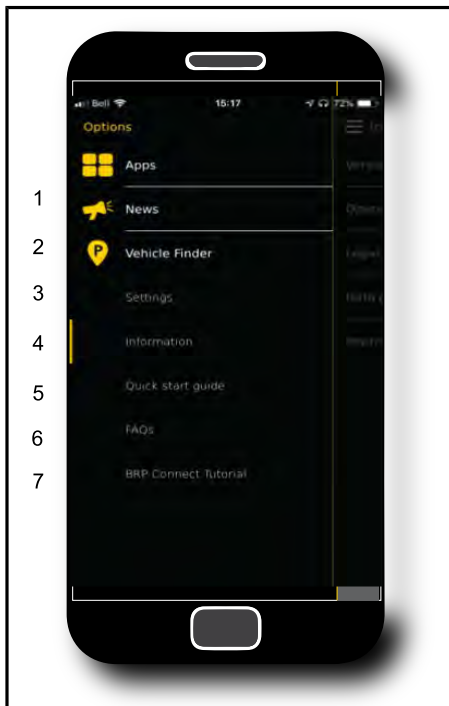 Bell 15:17 72%
Options
Apps
1 News
2 P Vehicle Finder
3 Settings
4 Information
5 Quick start guide
6 FAQs
7 BRP Connect Tutorial